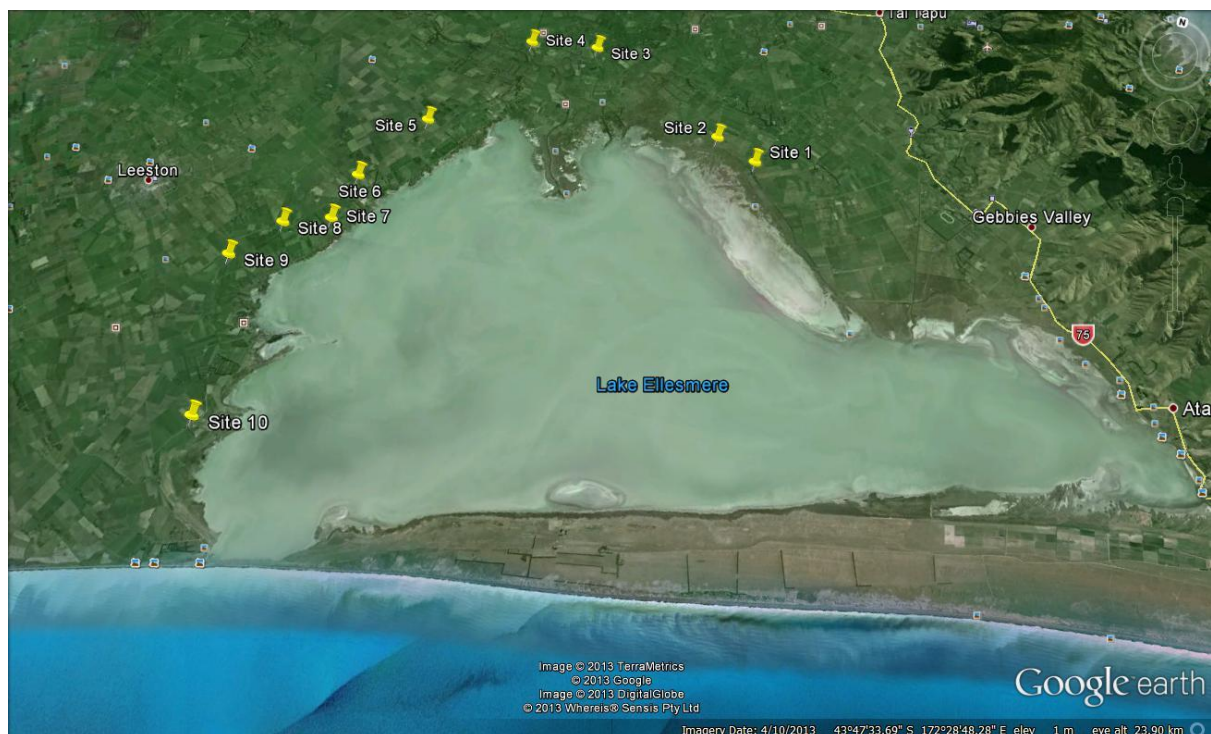 Tai Tapu
N
Site 4
Site 3
Site 5
Site 2
Site 1
Leeston
Site 6
Site 7
Site 8
Gebbies Valley
Site 9
75
Lake Ellesmere
Ata
Site 10
Image © 2013 TerraMetrics
© 2013 Google
Image © 2013 DigitalGlobe
© 2013 Whereis® Sensis Pty Ltd
Google earth
Imagery Date: 4/10/2013 43°47'33.69" S 172°28'48.28" E elev 1 m eye alt 23.90 km